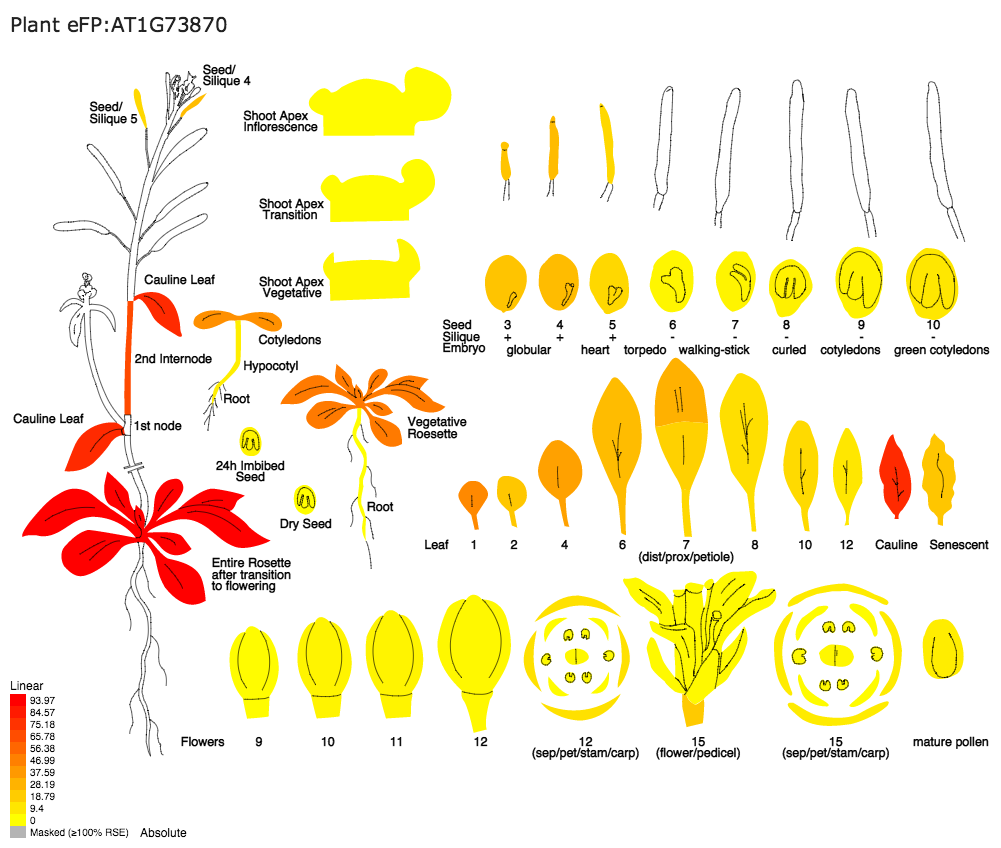 Plant eFP:AT1G73870
Seed/
Silique 4
Seed/
Silique 5
Shoot Apex
Inflorescence
Shoot Apex
Transition
Shoot Apex
Vegetative
Cauline Leaf
2nd Internode
Cauline Leaf
1st node
Cotyledons
Hypocotyl
Root
24h Imbibed
Seed
Dry Seed
Vegetative
Roesette
Root
Entire Rosette
after transition
to flowering
Seed 3 4 5 6 7 8 9 10
Silique + + + - - - - -
Embryo globular heart torpedo walking-stick curled cotyledons green cotyledons
Leaf 1 2 4 6 7 8 10 12 Cauline Senescent
(dist/prox/petiole)
Flowers 9 10 11 12 12 15 15 mature pollen
(sep/pet/stam/carp) (flower/pedicel) (sep/pet/stam/carp)
Linear
93.97
84.57
75.18
65.78
56.38
46.99
37.59
28.19
18.79
9.4
0
Masked (≥100% RSE) Absolute